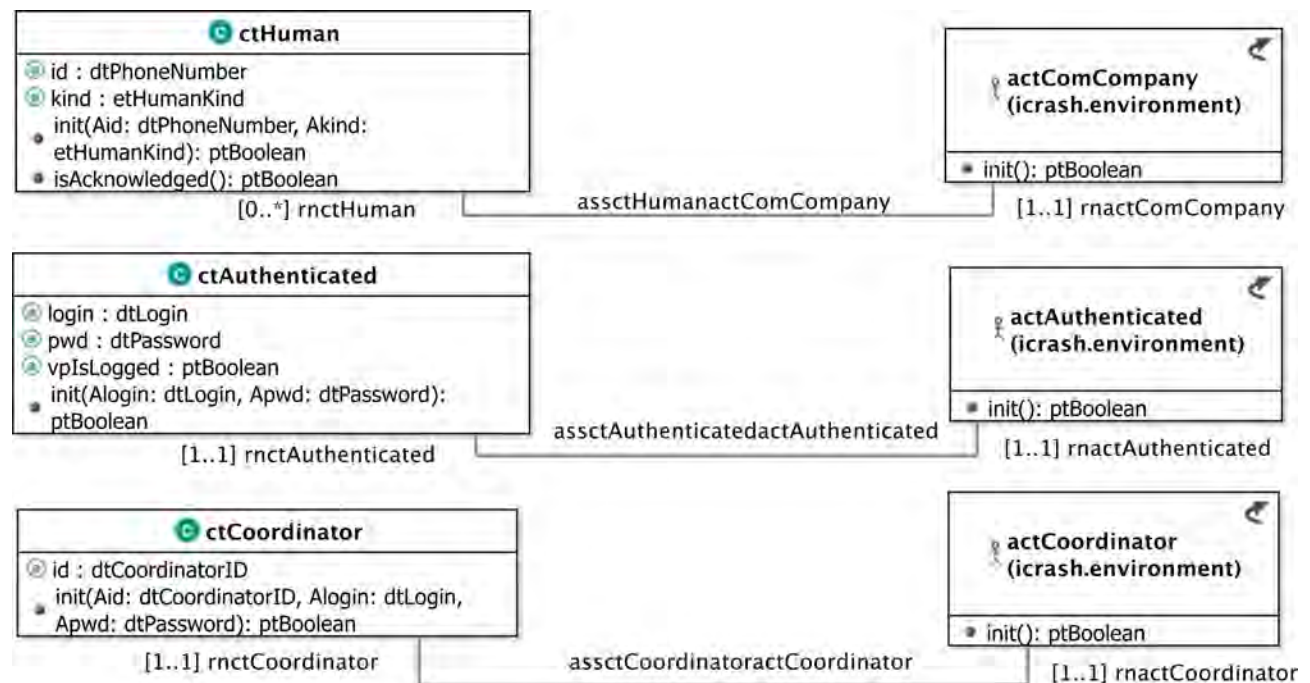 ctHuman
id : dtPhoneNumber
kind : etHumanKind
init(Aid: dtPhoneNumber, Akind:
etHumanKind): ptBoolean
isAcknowledged(): ptBoolean
[0..*] rnctHuman
assctHumanactComCompany
actComCompany
(icrash.environment)
init(): ptBoolean
[1..1] rnactComCompany
ctAuthenticated
login : dtLogin
pwd : dtPassword
vpIsLogged : ptBoolean
init(Alogin: dtLogin, Apwd: dtPassword):
ptBoolean
[1..1] rnctAuthenticated
assctAuthenticatedactAuthenticated
actAuthenticated
(icrash.environment)
init(): ptBoolean
[1..1] rnactAuthenticated
ctCoordinator
id : dtCoordinatorID
init(Aid: dtCoordinatorID, Alogin: dtLogin,
Apwd: dtPassword): ptBoolean
[1..1] rnctCoordinator
assctCoordinatoractCoordinator
actCoordinator
(icrash.environment)
init(): ptBoolean
[1..1] rnactCoordinator